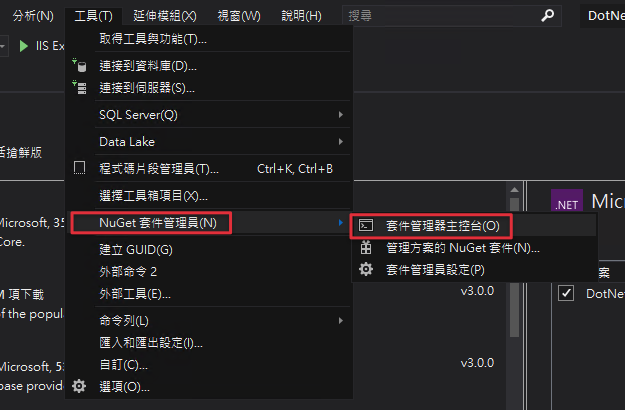 分析(N) 工具(T) 延伸模組(X) 視窗(W) 說明(H) 搜尋 DotNe
IIS Ex
取得工具與功能(T)...
連接到資料庫(D)...
連接到伺服器(S)...
SQL Server(Q)
Data Lake
活搶鮮版
程式碼片段管理員(T)... Ctrl+K, Ctrl+B
選擇工具箱項目(X)...
.NET Micr
Microsoft, 35
NuGet 套件管理員(N) 套件管理器主控台(O)
Core.
建立 GUID(G) 管理方案的 NuGet 套件(N)...
外部命令 2 套件管理員設定(P) 案
M 項下載 外部工具(E)... v3.0.0 DotNe
of the popula
命令列(L)
匯入和匯出設定(I)...
Microsoft, 55 自訂(C)... v3.0.0
base provide 選項(O)...